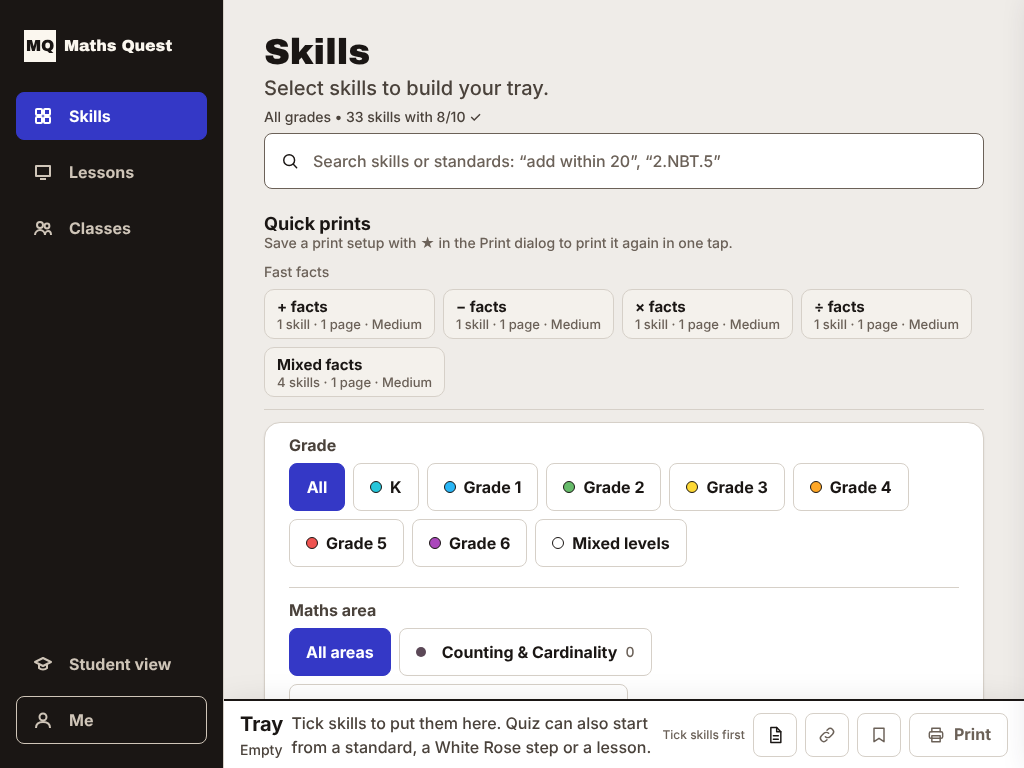 MQ Maths Quest
Skills
Lessons
Classes
Student view
Me
Skills
Select skills to build your tray.
All grades • 33 skills with 8/10 ✓
Search skills or standards: “add within 20”, “2.NBT.5”
Quick prints
Save a print setup with ★ in the Print dialog to print it again in one tap.
Fast facts
+ facts
1 skill · 1 page · Medium
− facts
1 skill · 1 page · Medium
× facts
1 skill · 1 page · Medium
÷ facts
1 skill · 1 page · Medium
Mixed facts
4 skills · 1 page · Medium
Grade
All
K
Grade 1
Grade 2
Grade 3
Grade 4
Grade 5
Grade 6
Mixed levels
Maths area
All areas
Counting & Cardinality 0
Tray
Empty
Tick skills to put them here. Quiz can also start
from a standard, a White Rose step or a lesson.
Tick skills first
Print